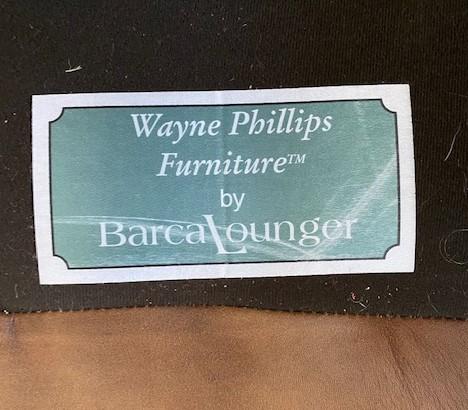 Wayne Phillips
Furniture™
by
BarcaLounger